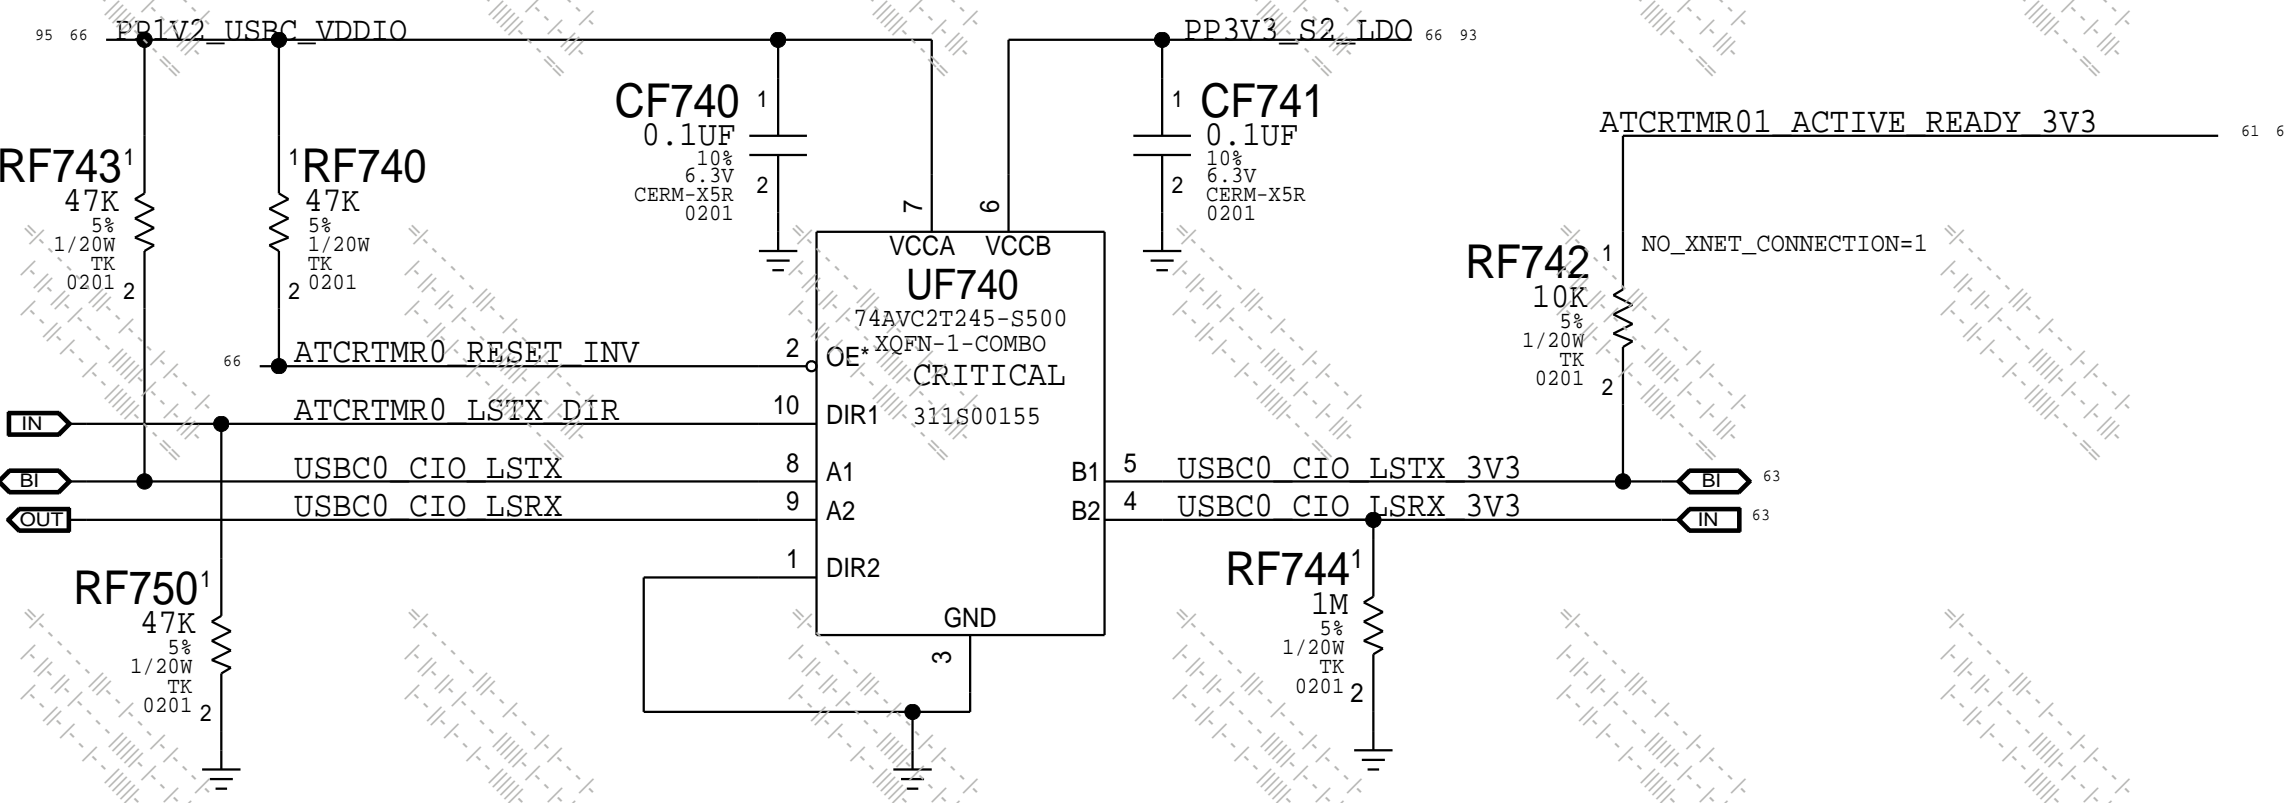 95 66 PP1V2_USBC_VDDIO
PP3V3_S2_LDO 66 93
CF740 1
0.1UF
10%
6.3V
CERM-X5R
0201
2
1 CF741
0.1UF
10%
6.3V
CERM-X5R
0201
2
ATCRTMR01_ACTIVE_READY_3V3
61 6
RF743 1
47K
5%
1/20W
TK
0201
2
1 RF740
47K
5%
1/20W
TK
0201
2
7
6
VCCA VCCB
UF740
74AVC2T245-S500
XQFN-1-COMBO
CRITICAL
311S00155
NO_XNET_CONNECTION=1
RF742 1
10K
5%
1/20W
TK
0201
2
66 ATCRTMR0_RESET_INV 2 OE*
IN ATCRTMR0_LSTX_DIR 10 DIR1
BI USBC0_CIO_LSTX 8 A1
B1 5 USBC0_CIO_LSTX_3V3 BI 63
OUT USBC0_CIO_LSRX 9 A2
B2 4 USBC0_CIO_LSRX_3V3 IN 63
1 DIR2
GND
3
RF750 1
47K
5%
1/20W
TK
0201
2
RF744 1
1M
5%
1/20W
TK
0201
2